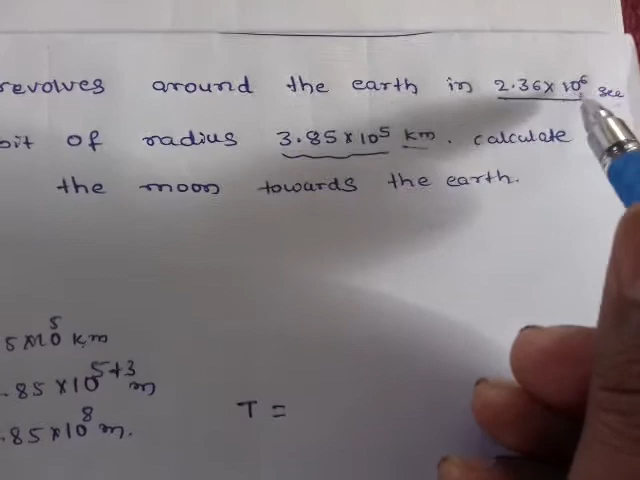 revolves around the earth in 2.36×10⁶ sec
bit of radius 3.85×10⁵ km. calculate
the moon towards the earth.
5×10⁵ km
.85×10⁵⁺³ m
.85×10⁸ m.
T =